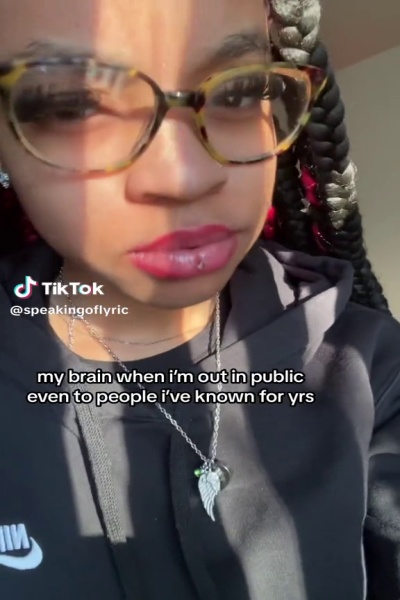 TikTok
@speakingoflyric
my brain when i'm out in public
even to people i've known for yrs